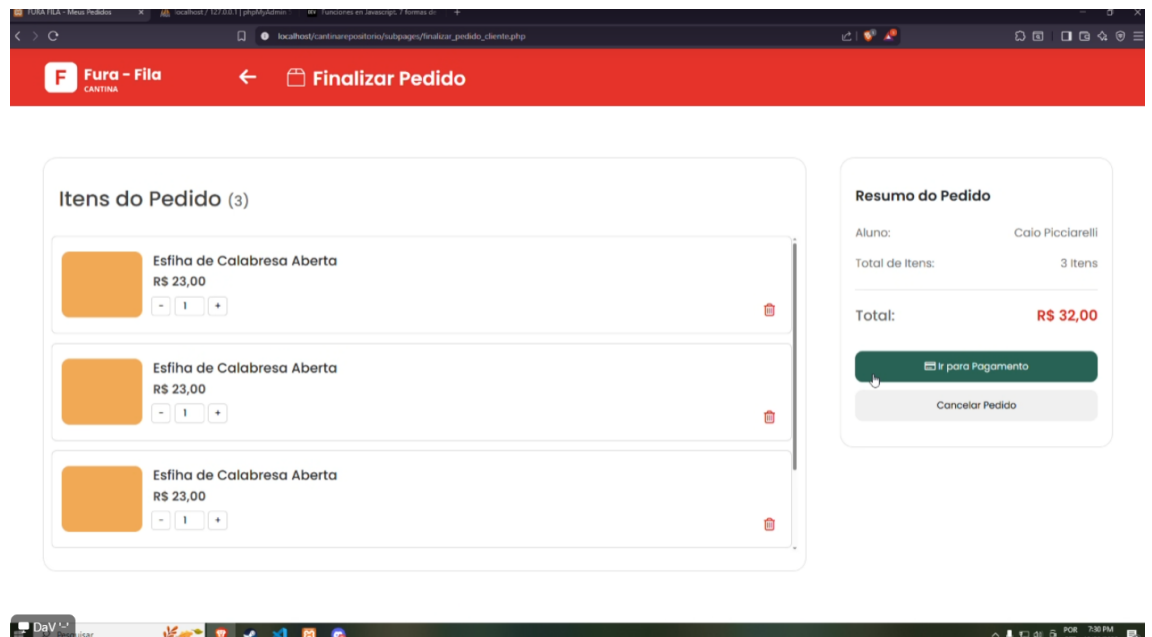 FURA FILA - Meus Pedidos
localhost / 127.0.0.1 | phpMyAdmin
Funciones en Javascript. 7 formas de
localhost/cantinarepositorio/subpages/finalizar_pedido_cliente.php
F Fura - Fila
CANTINA
Finalizar Pedido
Itens do Pedido (3)
Esfiha de Calabresa Aberta
R$ 23,00
- 1 +
Esfiha de Calabresa Aberta
R$ 23,00
- 1 +
Esfiha de Calabresa Aberta
R$ 23,00
- 1 +
Resumo do Pedido
Aluno: Caio Picciarelli
Total de Itens: 3 Itens
Total: R$ 32,00
Ir para Pagamento
Cancelar Pedido
DaV '-'
Pesquisar
POR 7:30 PM